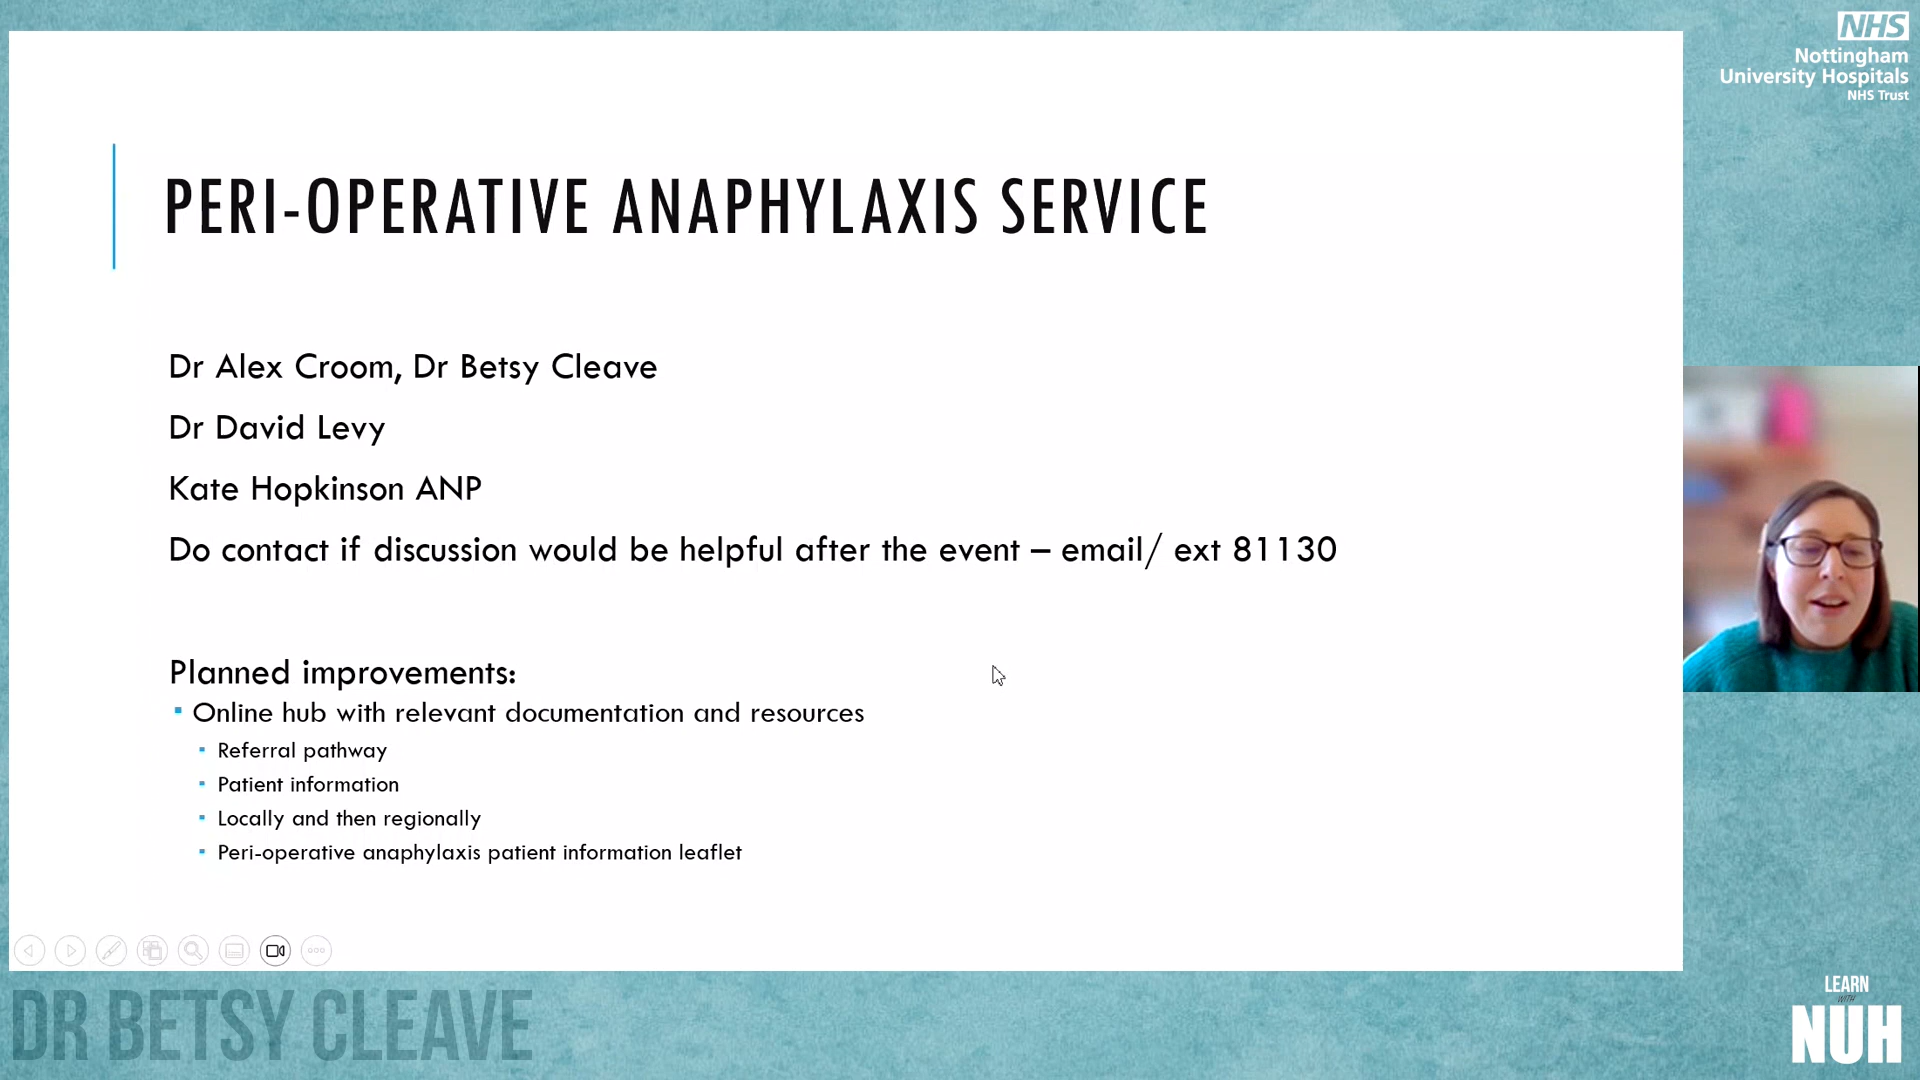 NHS
Nottingham
University Hospitals
NHS Trust
PERI-OPERATIVE ANAPHYLAXIS SERVICE
Dr Alex Croom, Dr Betsy Cleave
Dr David Levy
Kate Hopkinson ANP
Do contact if discussion would be helpful after the event – email/ ext 81130
Planned improvements:
Online hub with relevant documentation and resources
Referral pathway
Patient information
Locally and then regionally
Peri-operative anaphylaxis patient information leaflet
DR BETSY CLEAVE
LEARN
WITH
NUH